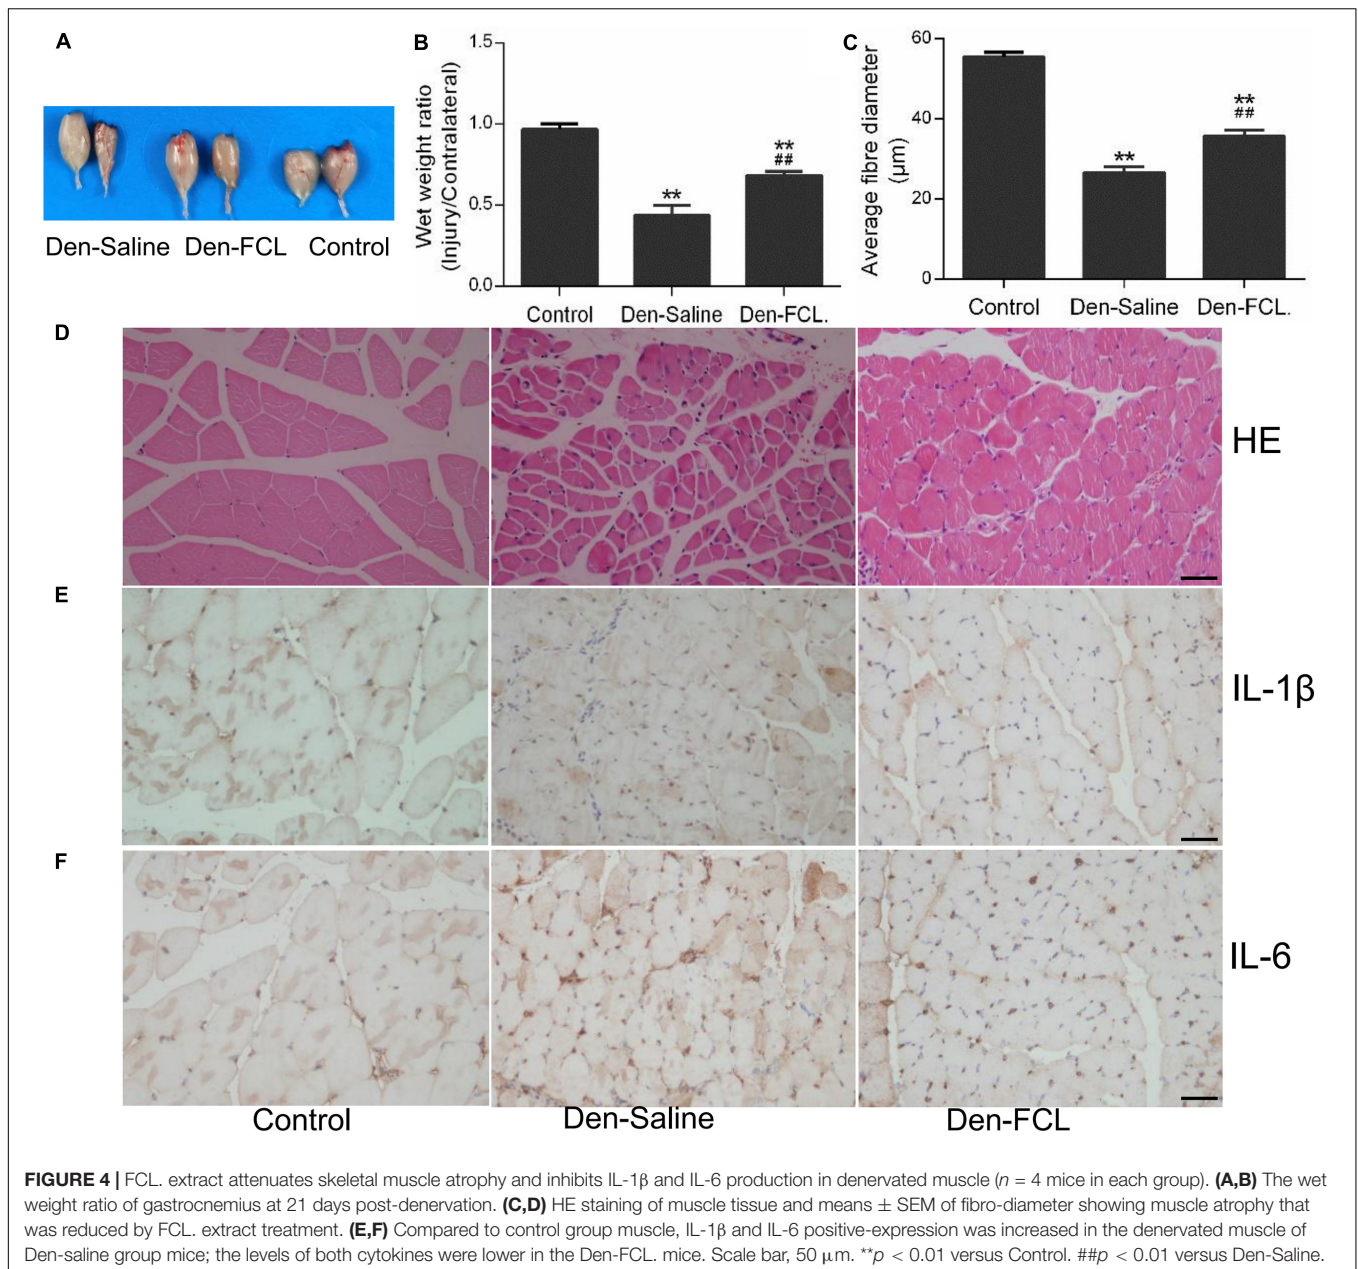 A
Den-Saline Den-FCL Control
B
Wet weight ratio
(Injury/Contralateral)
1.5
1.0
0.5
0.0
**
**
##
Control Den-Saline Den-FCL.
C
Average fibre diameter
(µm)
60
40
20
0
**
**
##
Control Den-Saline Den-FCL.
D
HE
E
IL-1β
F
IL-6
Control Den-Saline Den-FCL
FIGURE 4 | FCL. extract attenuates skeletal muscle atrophy and inhibits IL-1β and IL-6 production in denervated muscle (n = 4 mice in each group). (A,B) The wet
weight ratio of gastrocnemius at 21 days post-denervation. (C,D) HE staining of muscle tissue and means ± SEM of fibro-diameter showing muscle atrophy that
was reduced by FCL. extract treatment. (E,F) Compared to control group muscle, IL-1β and IL-6 positive-expression was increased in the denervated muscle of
Den-saline group mice; the levels of both cytokines were lower in the Den-FCL. mice. Scale bar, 50 µm. **p < 0.01 versus Control. ##p < 0.01 versus Den-Saline.